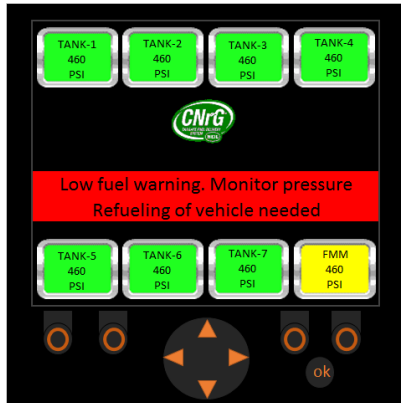 TANK-1
460
PSI
TANK-2
460
PSI
TANK-3
460
PSI
TANK-4
460
PSI
CNrG
Low fuel warning. Monitor pressure
Refueling of vehicle needed
TANK-5
460
PSI
TANK-6
460
PSI
TANK-7
460
PSI
FMM
460
PSI
ok